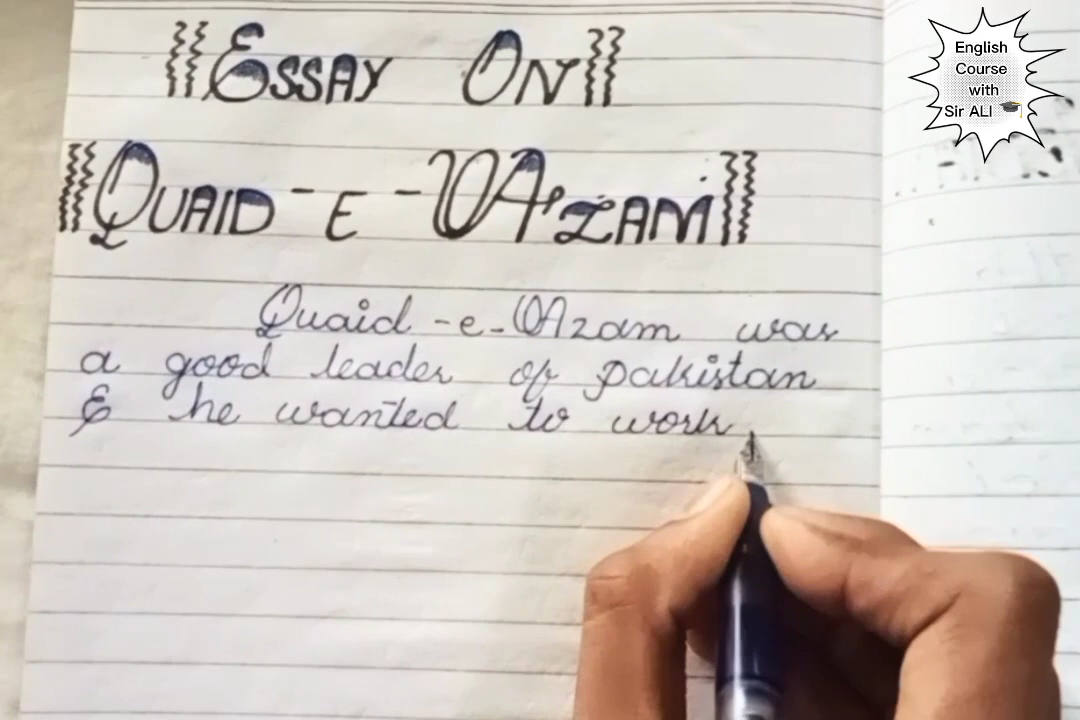 ESSAY ON
QUAID-E-A'ZAM
Quaid-e-Azam was
a good leader of pakistan
& he wanted to work
English
Course
with
Sir ALI